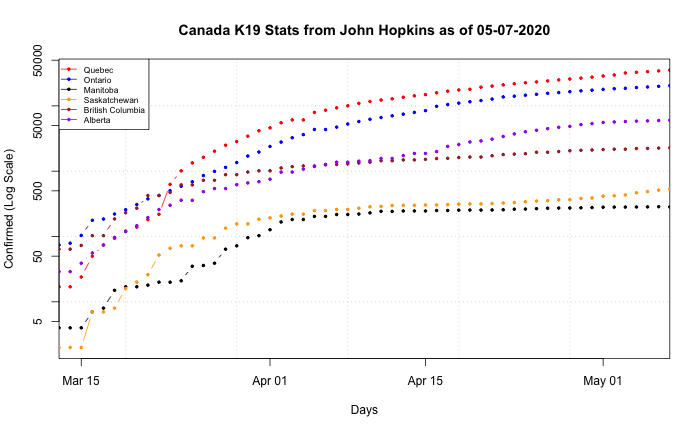 Canada K19 Stats from John Hopkins as of 05-07-2020
Confirmed (Log Scale)
50000
5000
500
50
5
Quebec
Ontario
Manitoba
Saskatchewan
British Columbia
Alberta
Mar 15
Apr 01
Apr 15
May 01
Days